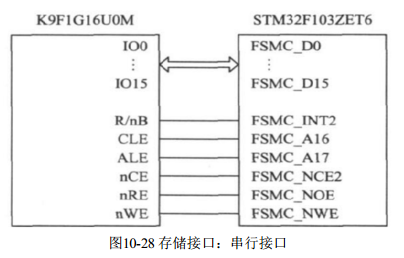 K9F1G16U0M STM32F103ZET6
IO0 FSMC_D0
⋮ ⋮
IO15 FSMC_D15
R/nB FSMC_INT2
CLE FSMC_A16
ALE FSMC_A17
nCE FSMC_NCE2
nRE FSMC_NOE
nWE FSMC_NWE
图10-28 存储接口：串行接口